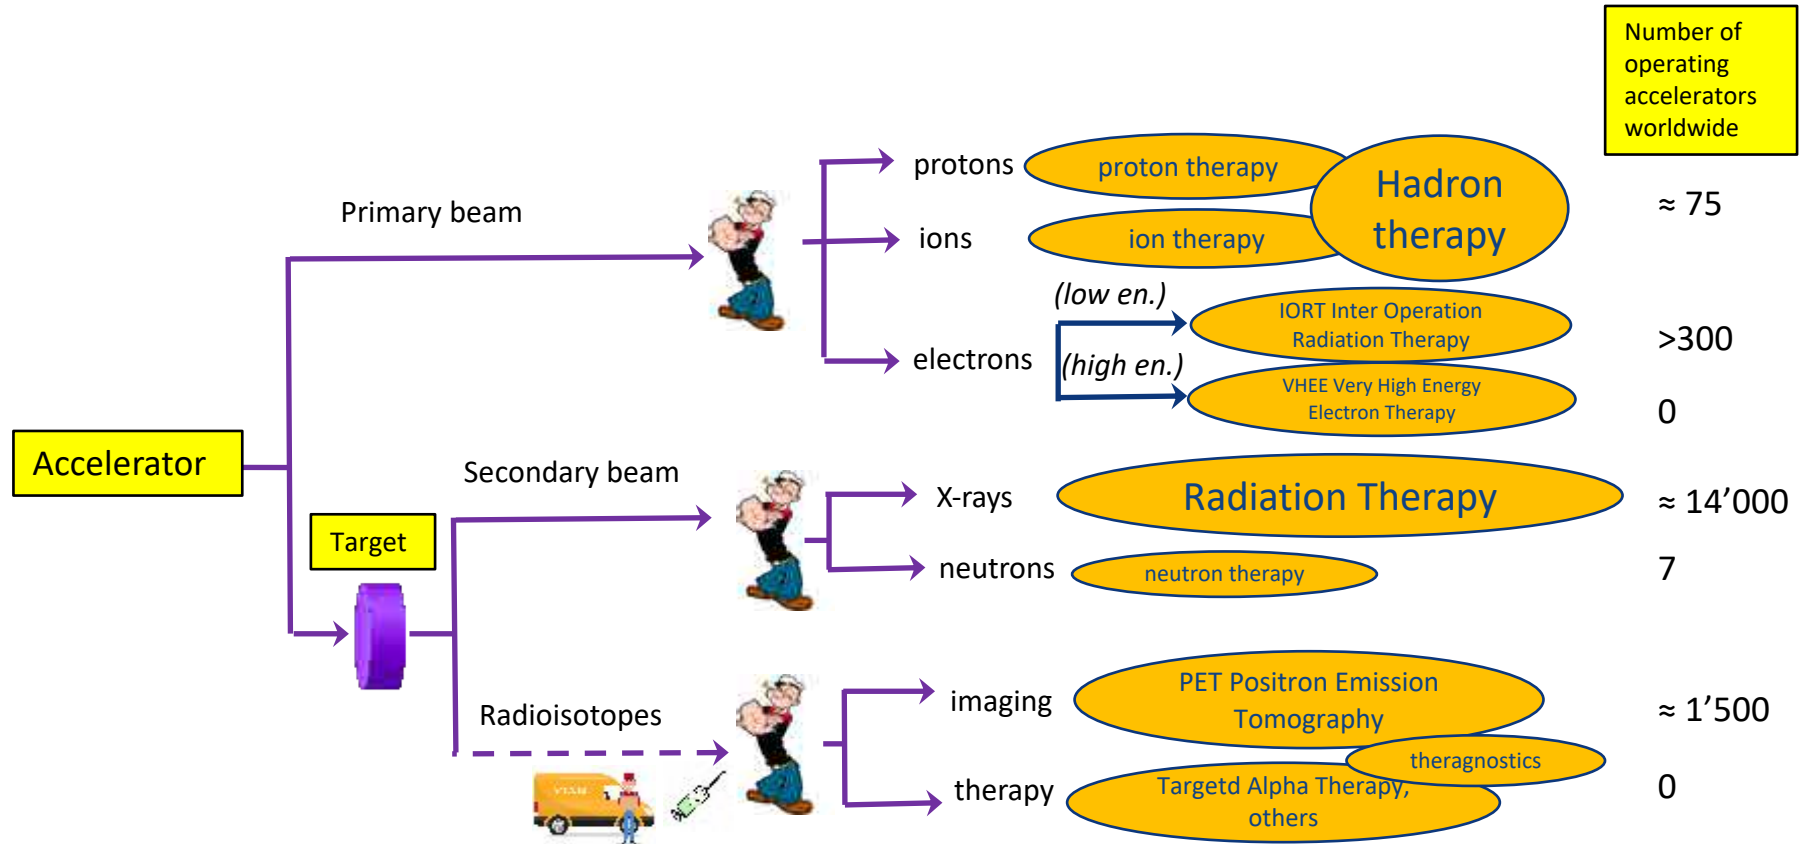 Number of
operating
accelerators
worldwide
protons
proton therapy
Hadron
therapy
≈ 75
Primary beam
ions
ion therapy
(low en.)
IORT Inter Operation
Radiation Therapy
>300
electrons
(high en.)
VHEE Very High Energy
Electron Therapy
0
Accelerator
Secondary beam
X-rays
Radiation Therapy
≈ 14’000
Target
neutrons
neutron therapy
7
Radioisotopes
imaging
PET Positron Emission
Tomography
≈ 1’500
theragnostics
therapy
Targetd Alpha Therapy,
others
0